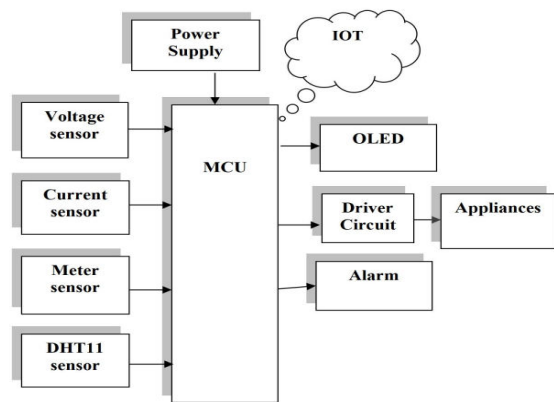 Power
Supply
IOT
Voltage
sensor
MCU
OLED
Current
sensor
Driver
Circuit
Appliances
Meter
sensor
Alarm
DHT11
sensor